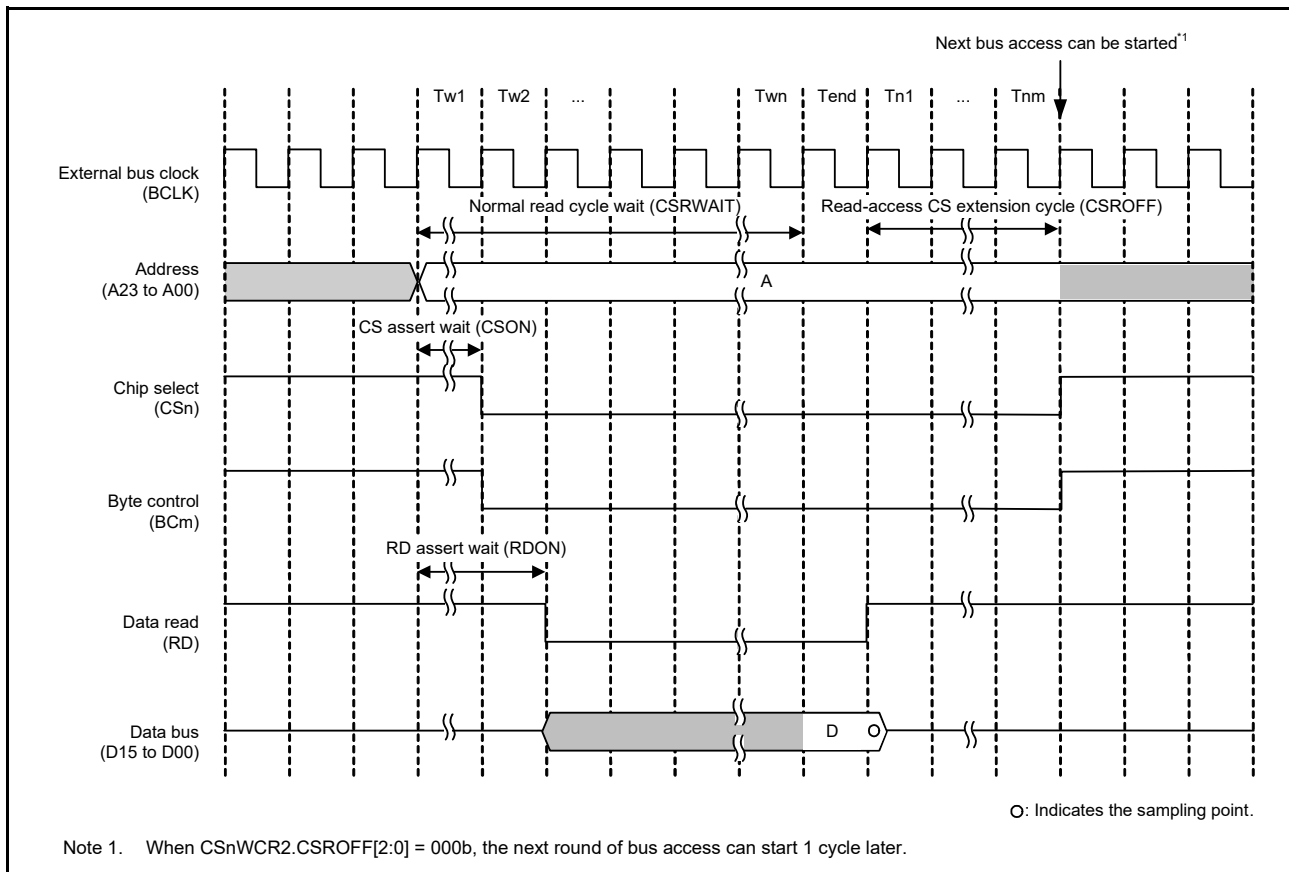 Next bus access can be started*1
Tw1 Tw2 ... Twn Tend Tn1 ... Tnm
External bus clock
(BCLK)
Normal read cycle wait (CSRWAIT) Read-access CS extension cycle (CSROFF)
Address
(A23 to A00)
A
CS assert wait (CSON)
Chip select
(CSn)
Byte control
(BCm)
RD assert wait (RDON)
Data read
(RD)
Data bus
(D15 to D00)
D
O: Indicates the sampling point.
Note 1. When CSnWCR2.CSROFF[2:0] = 000b, the next round of bus access can start 1 cycle later.